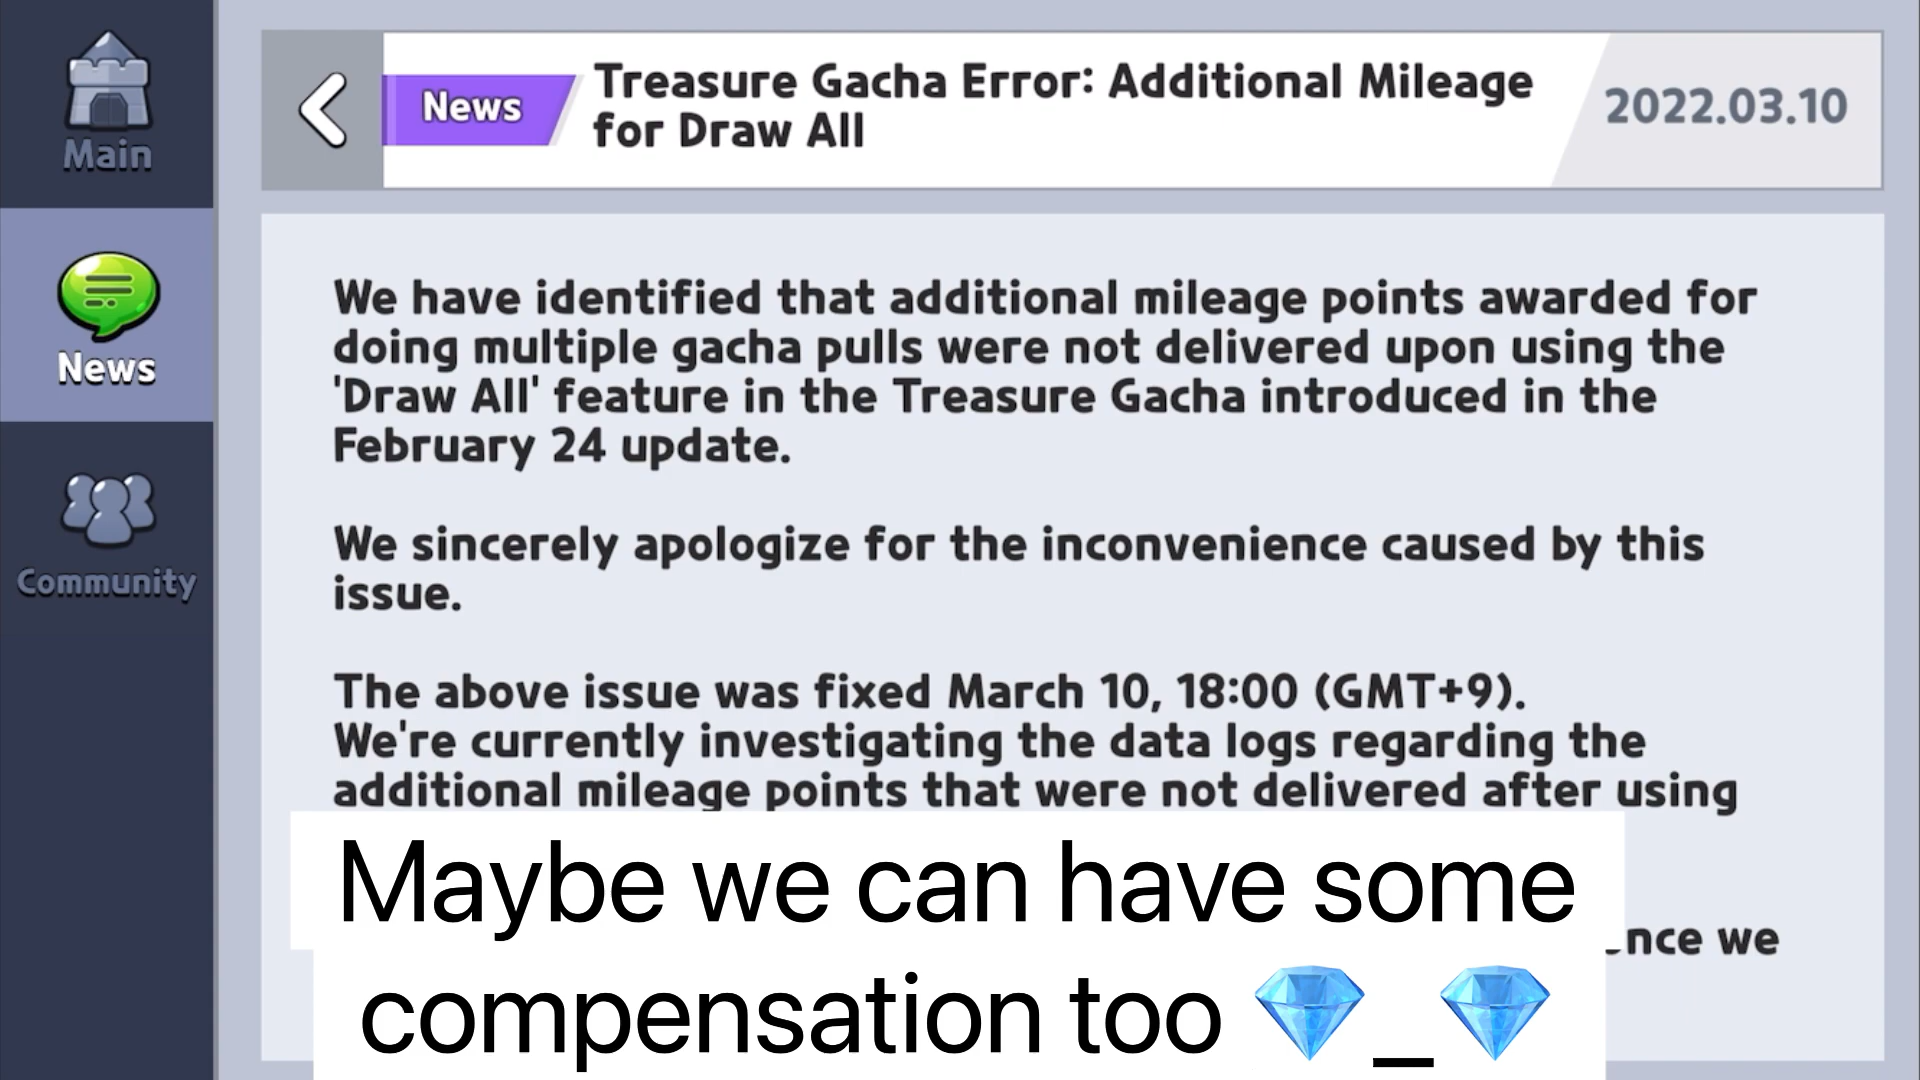 Main
News
Community
News
Treasure Gacha Error: Additional Mileage
for Draw All
2022.03.10
We have identified that additional mileage points awarded for
doing multiple gacha pulls were not delivered upon using the
'Draw All' feature in the Treasure Gacha introduced in the
February 24 update.
We sincerely apologize for the inconvenience caused by this
issue.
The above issue was fixed March 10, 18:00 (GMT+9).
We're currently investigating the data logs regarding the
additional mileage points that were not delivered after using
we
Maybe we can have some
compensation too 💎_💎